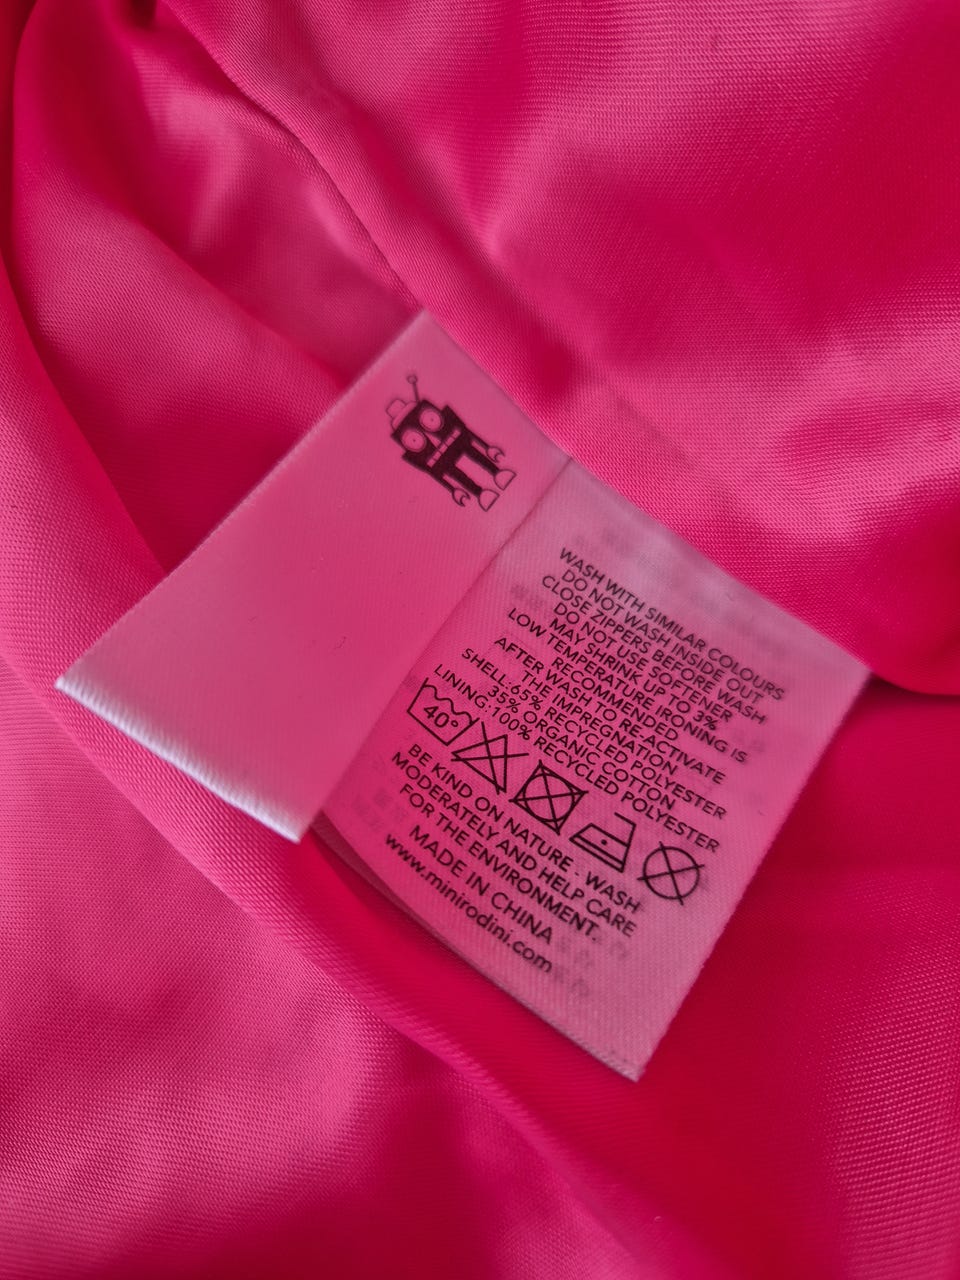 WASH WITH SIMILAR COLOURS
DO NOT WASH INSIDE OUT
CLOSE ZIPPERS BEFORE WASH
DO NOT USE SOFTENER
MAY SHRINK UP TO 3%
LOW TEMPERATURE IRONING IS
RECOMMENDED
AFTER WASH TO RE-ACTIVATE
THE IMPREGNATION
SHELL:65% RECYCLED POLYESTER
35% ORGANIC COTTON
LINING:100% RECYCLED POLYESTER
40°
BE KIND ON NATURE - WASH
MODERATELY AND HELP CARE
FOR THE ENVIRONMENT.
MADE IN CHINA
www.minirodini.com